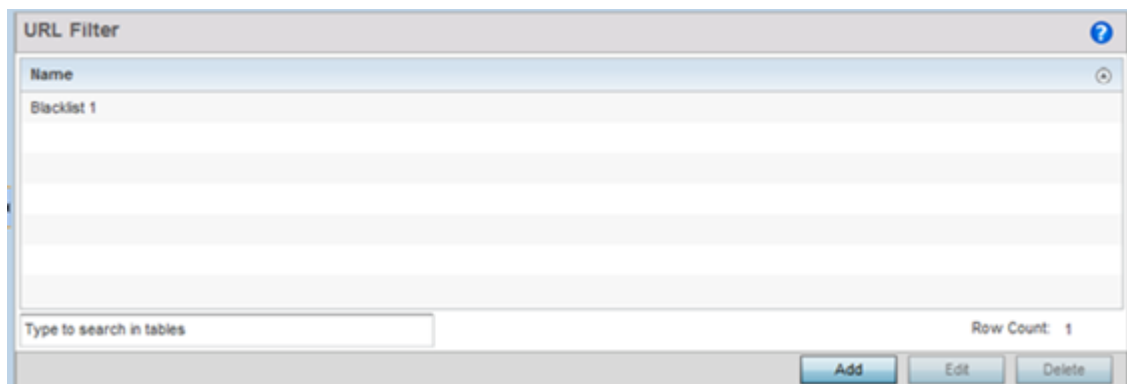 URL Filter
?
Name
Blacklist 1
Type to search in tables
Row Count: 1
Add Edit Delete